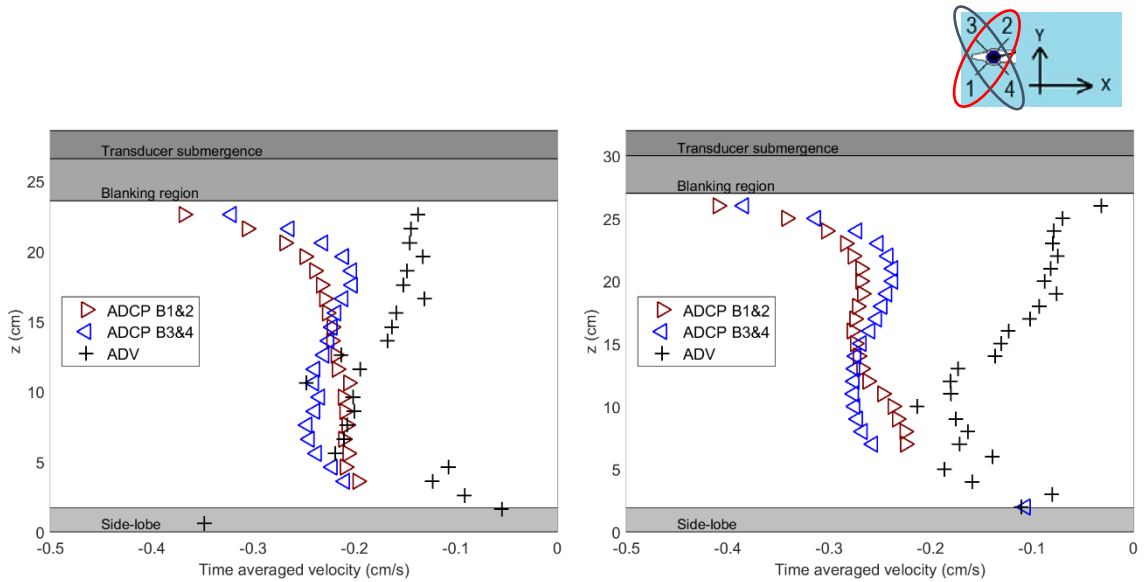 3 2 Y
1 4 X
Transducer submergence
Blanking region
Side-lobe
ADCP B1&2
ADCP B3&4
ADV
z (cm)
25
20
15
10
5
0
-0.5 -0.4 -0.3 -0.2 -0.1 0
Time averaged velocity (cm/s)
Transducer submergence
Blanking region
Side-lobe
ADCP B1&2
ADCP B3&4
ADV
z (cm)
30
25
20
15
10
5
0
-0.5 -0.4 -0.3 -0.2 -0.1 0
Time averaged velocity (cm/s)